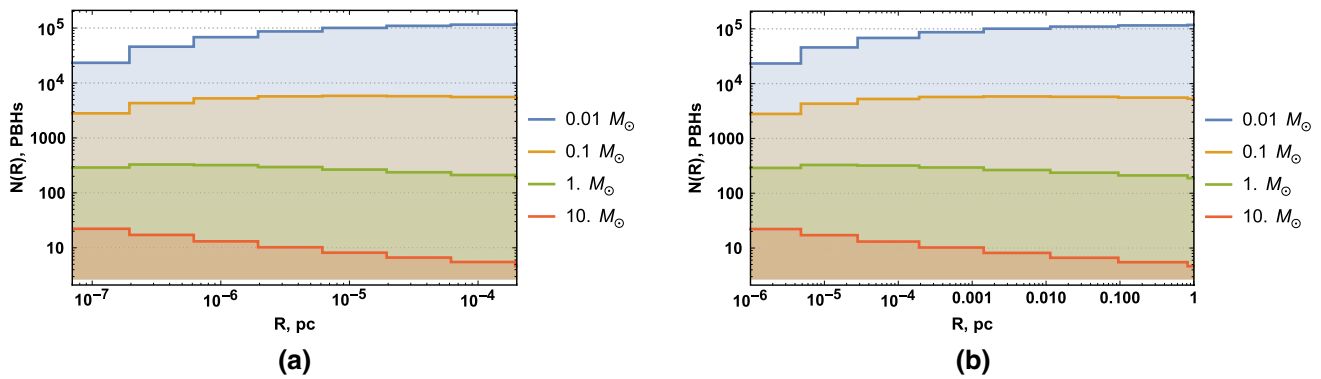 10^5
10^4
1000
100
10
N(R), PBHs
10^-7
10^-6
10^-5
10^-4
R, pc
0.01 M⊙
0.1 M⊙
1. M⊙
10. M⊙
(a)
10^5
10^4
1000
100
10
N(R), PBHs
10^-6
10^-5
10^-4
0.001
0.010
0.100
1
R, pc
0.01 M⊙
0.1 M⊙
1. M⊙
10. M⊙
(b)